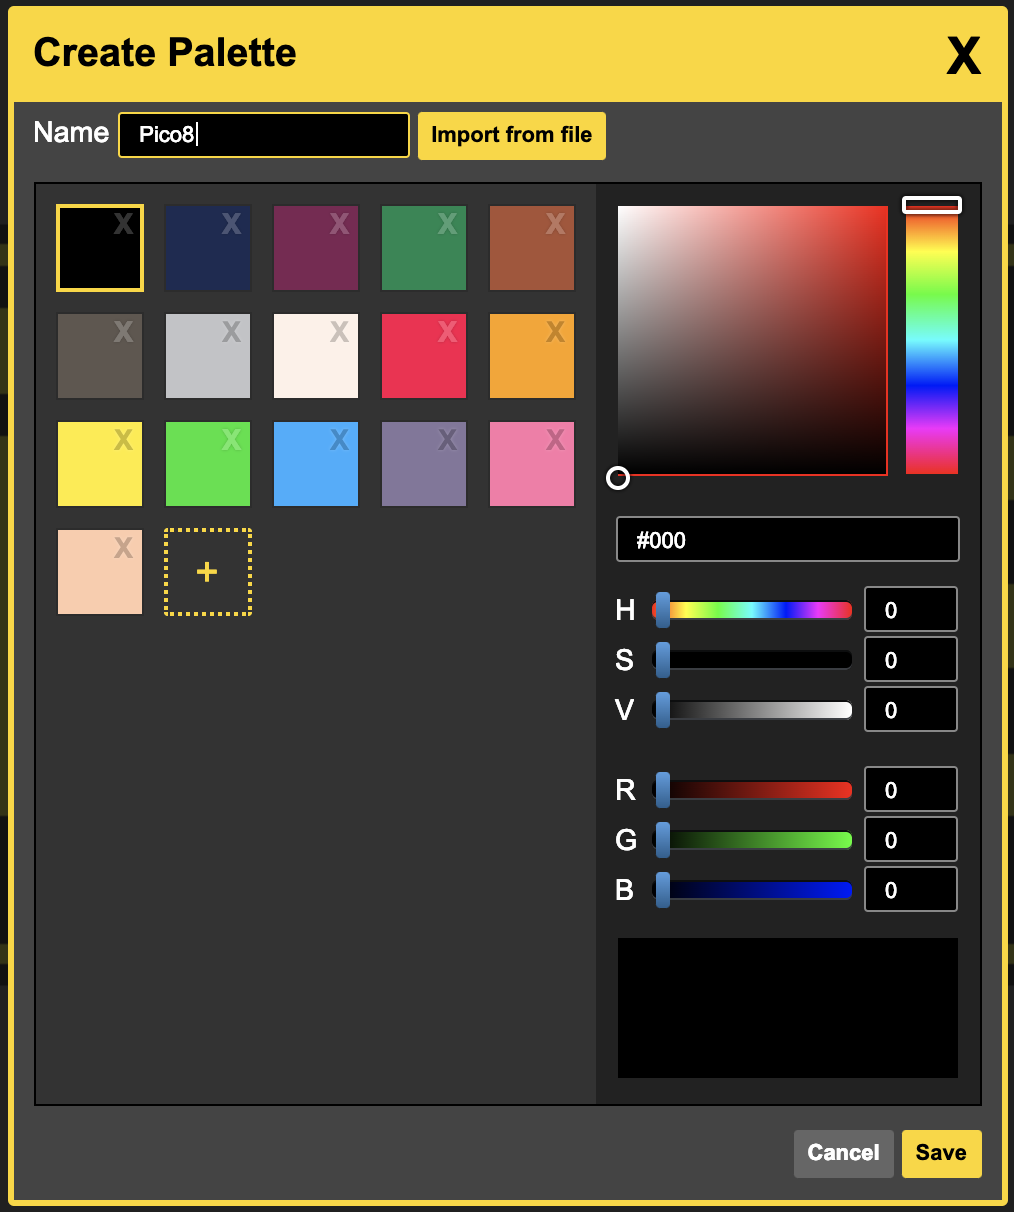 Create Palette X
Name Pico8 Import from file
X X X X X
X X X X X
X X X X X
X +
#000
H 0
S 0
V 0
R 0
G 0
B 0
Cancel Save